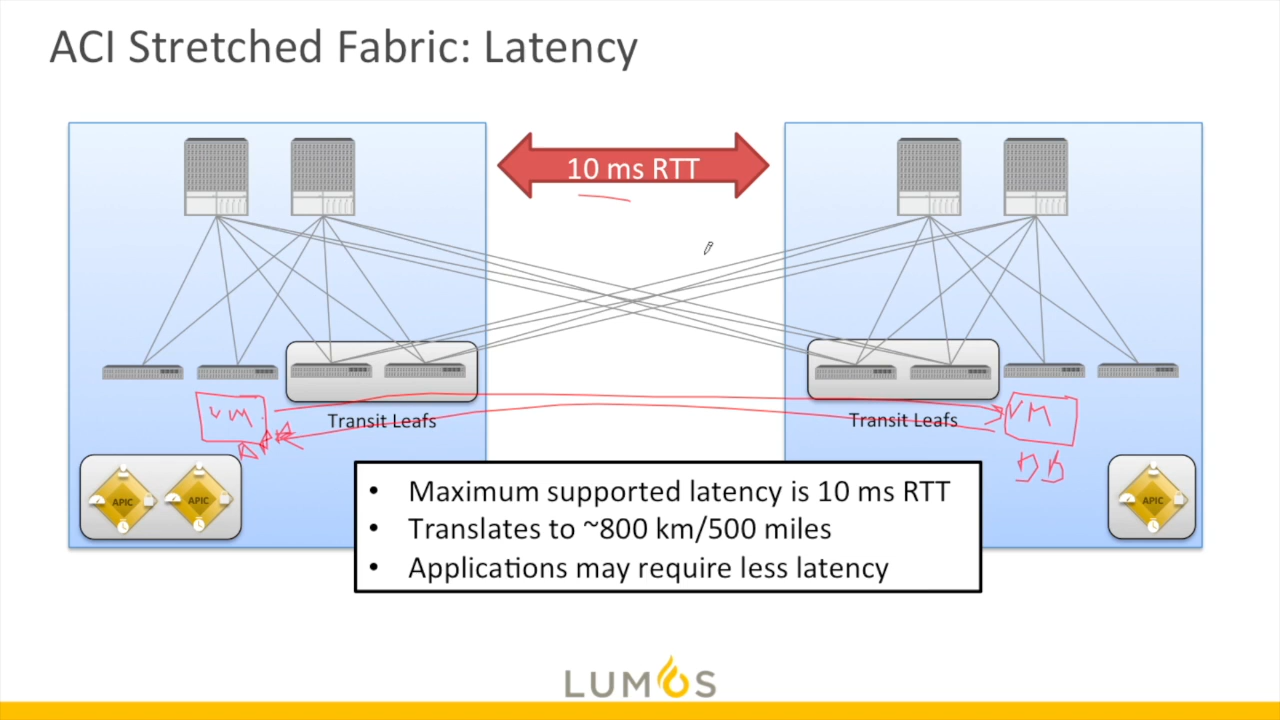 ACI Stretched Fabric: Latency
10 ms RTT
VM
Transit Leafs
Transit Leafs
VM
DB
APIC
APIC
APIC
• Maximum supported latency is 10 ms RTT
• Translates to ~800 km/500 miles
• Applications may require less latency
LUMOS